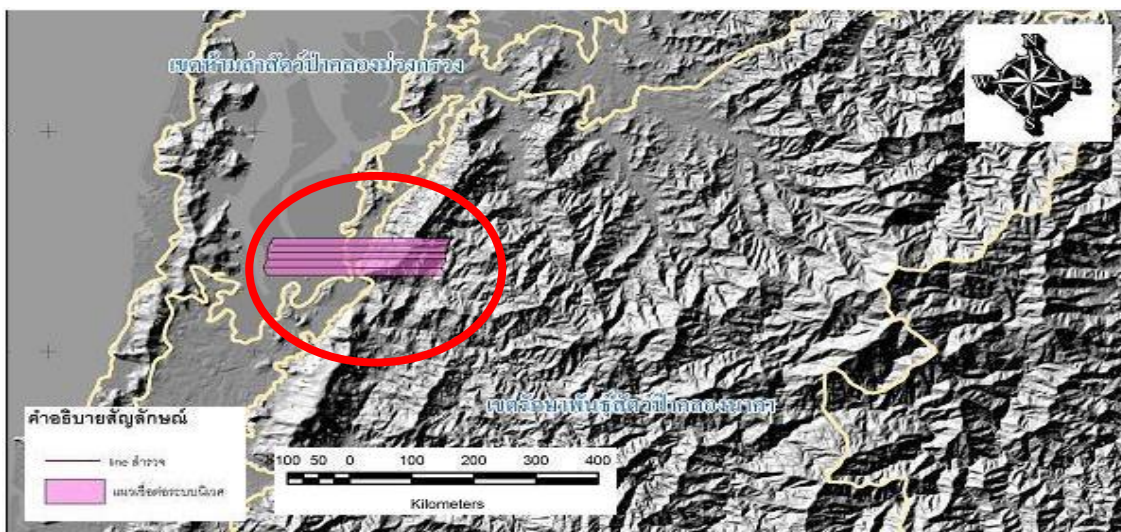 เขตห้ามล่าสัตว์ป่าคลองม่วงกรวง
N
W E
S
เขตรักษาพันธุ์สัตว์ป่าคลองนาคา
คำอธิบายสัญลักษณ์
line สำรวจ
แนวเชื่อมต่อระบบนิเวศ
100 50 0 100 200 300 400
Kilometers